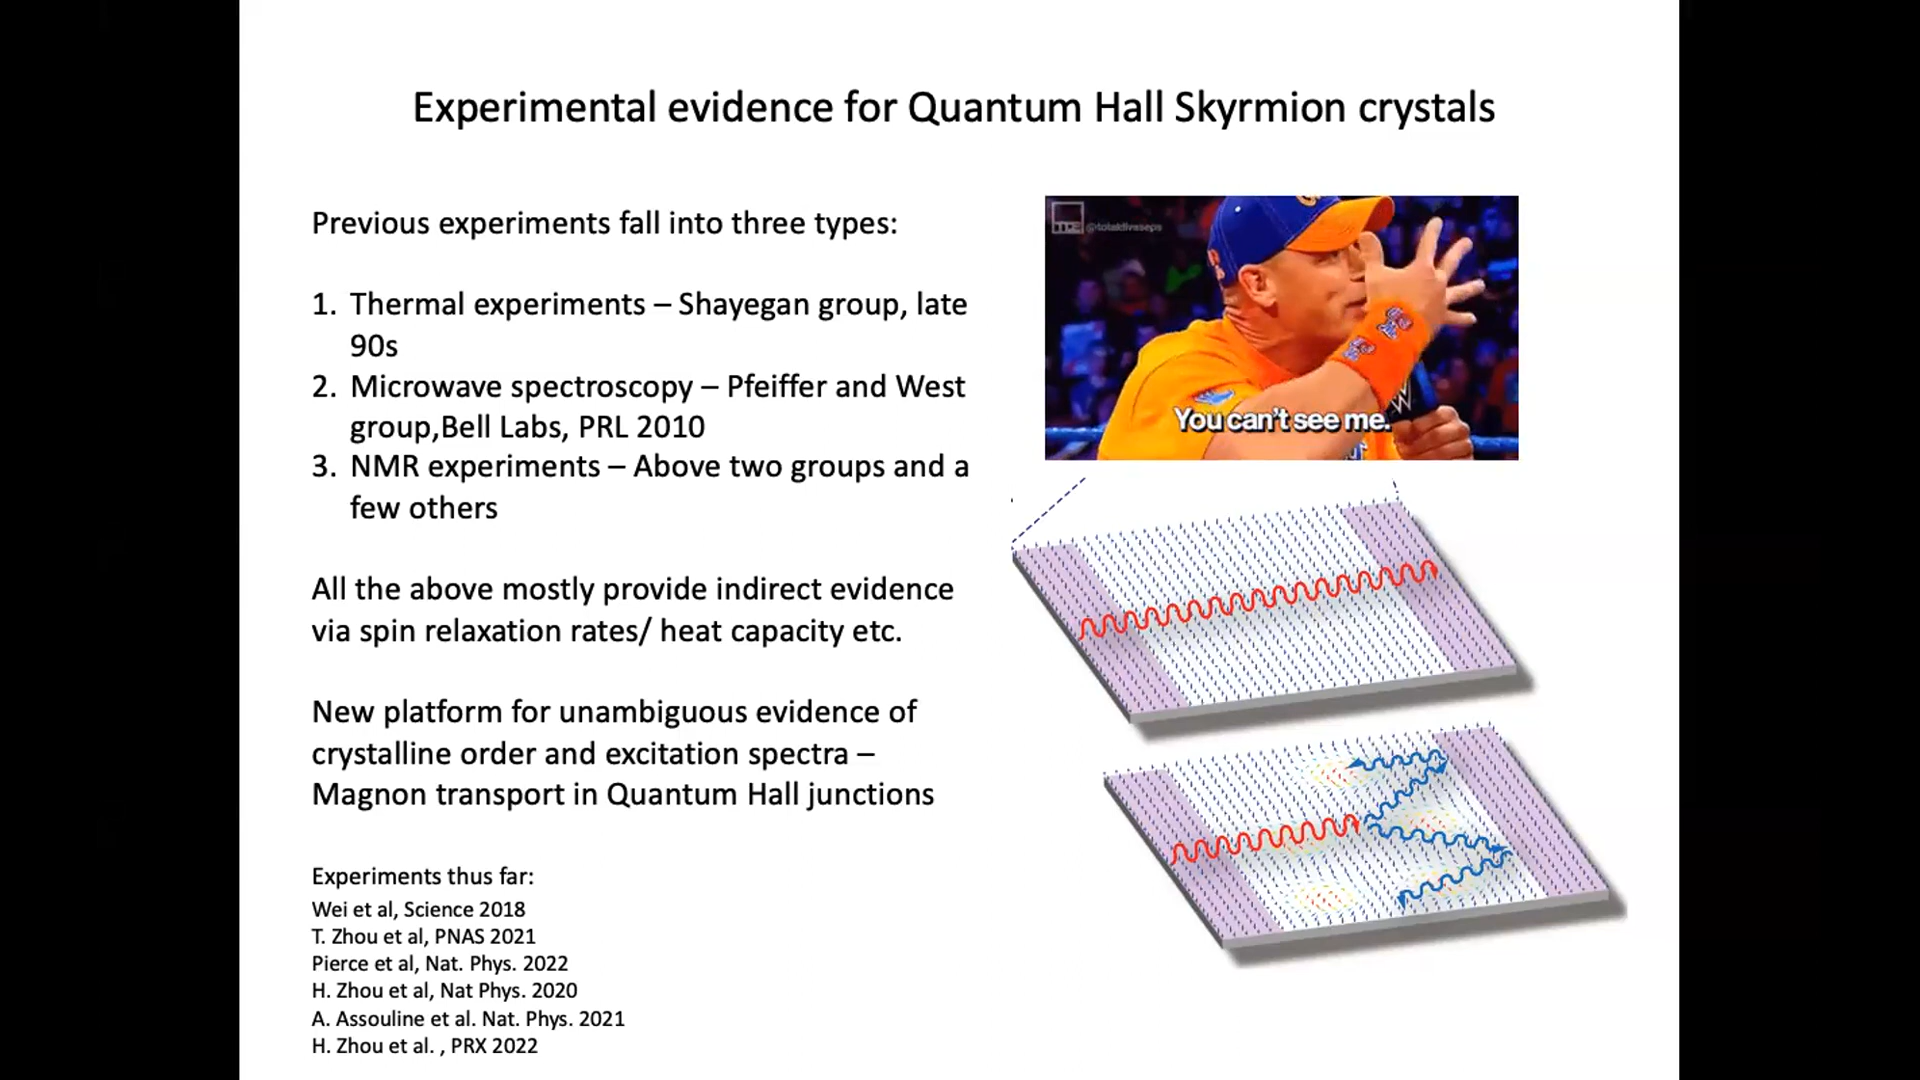 Experimental evidence for Quantum Hall Skyrmion crystals
Previous experiments fall into three types:
1. Thermal experiments – Shayegan group, late
90s
2. Microwave spectroscopy – Pfeiffer and West
group,Bell Labs, PRL 2010
3. NMR experiments – Above two groups and a
few others
All the above mostly provide indirect evidence
via spin relaxation rates/ heat capacity etc.
New platform for unambiguous evidence of
crystalline order and excitation spectra –
Magnon transport in Quantum Hall junctions
Experiments thus far:
Wei et al, Science 2018
T. Zhou et al, PNAS 2021
Pierce et al, Nat. Phys. 2022
H. Zhou et al, Nat Phys. 2020
A. Assouline et al. Nat. Phys. 2021
H. Zhou et al. , PRX 2022
@totaldivaseps
You can't see me.